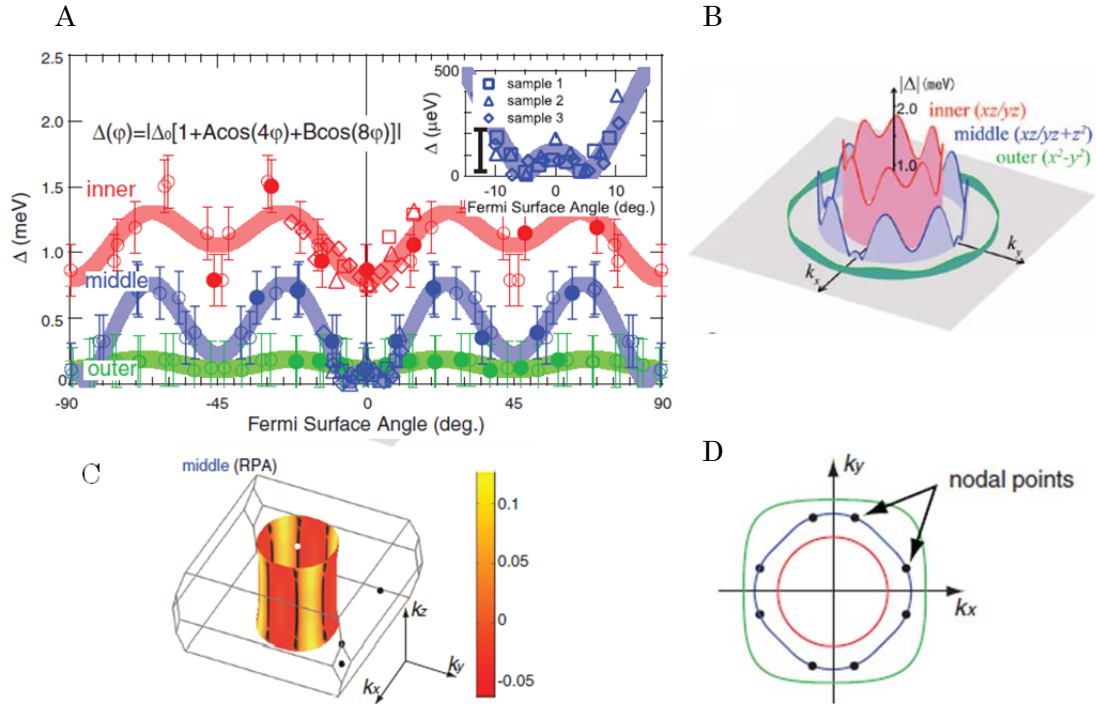 A
2.5
2.0
1.5
1.0
0.5
0
Δ (meV)
Δ(φ)=|Δ₀[1+Acos(4φ)+Bcos(8φ)]|
inner
middle
outer
-90
-45
0
45
90
Fermi Surface Angle (deg.)
500
0
Δ (μeV)
sample 1
sample 2
sample 3
-10
0
10
Fermi Surface Angle (deg.)
B
|Δ| (meV)
2.0
1.0
inner (xz/yz)
middle (xz/yz+z²)
outer (x²-y²)
ky
kx
C
middle (RPA)
0.1
0.05
0
-0.05
kz
ky
kx
D
ky
nodal points
kx